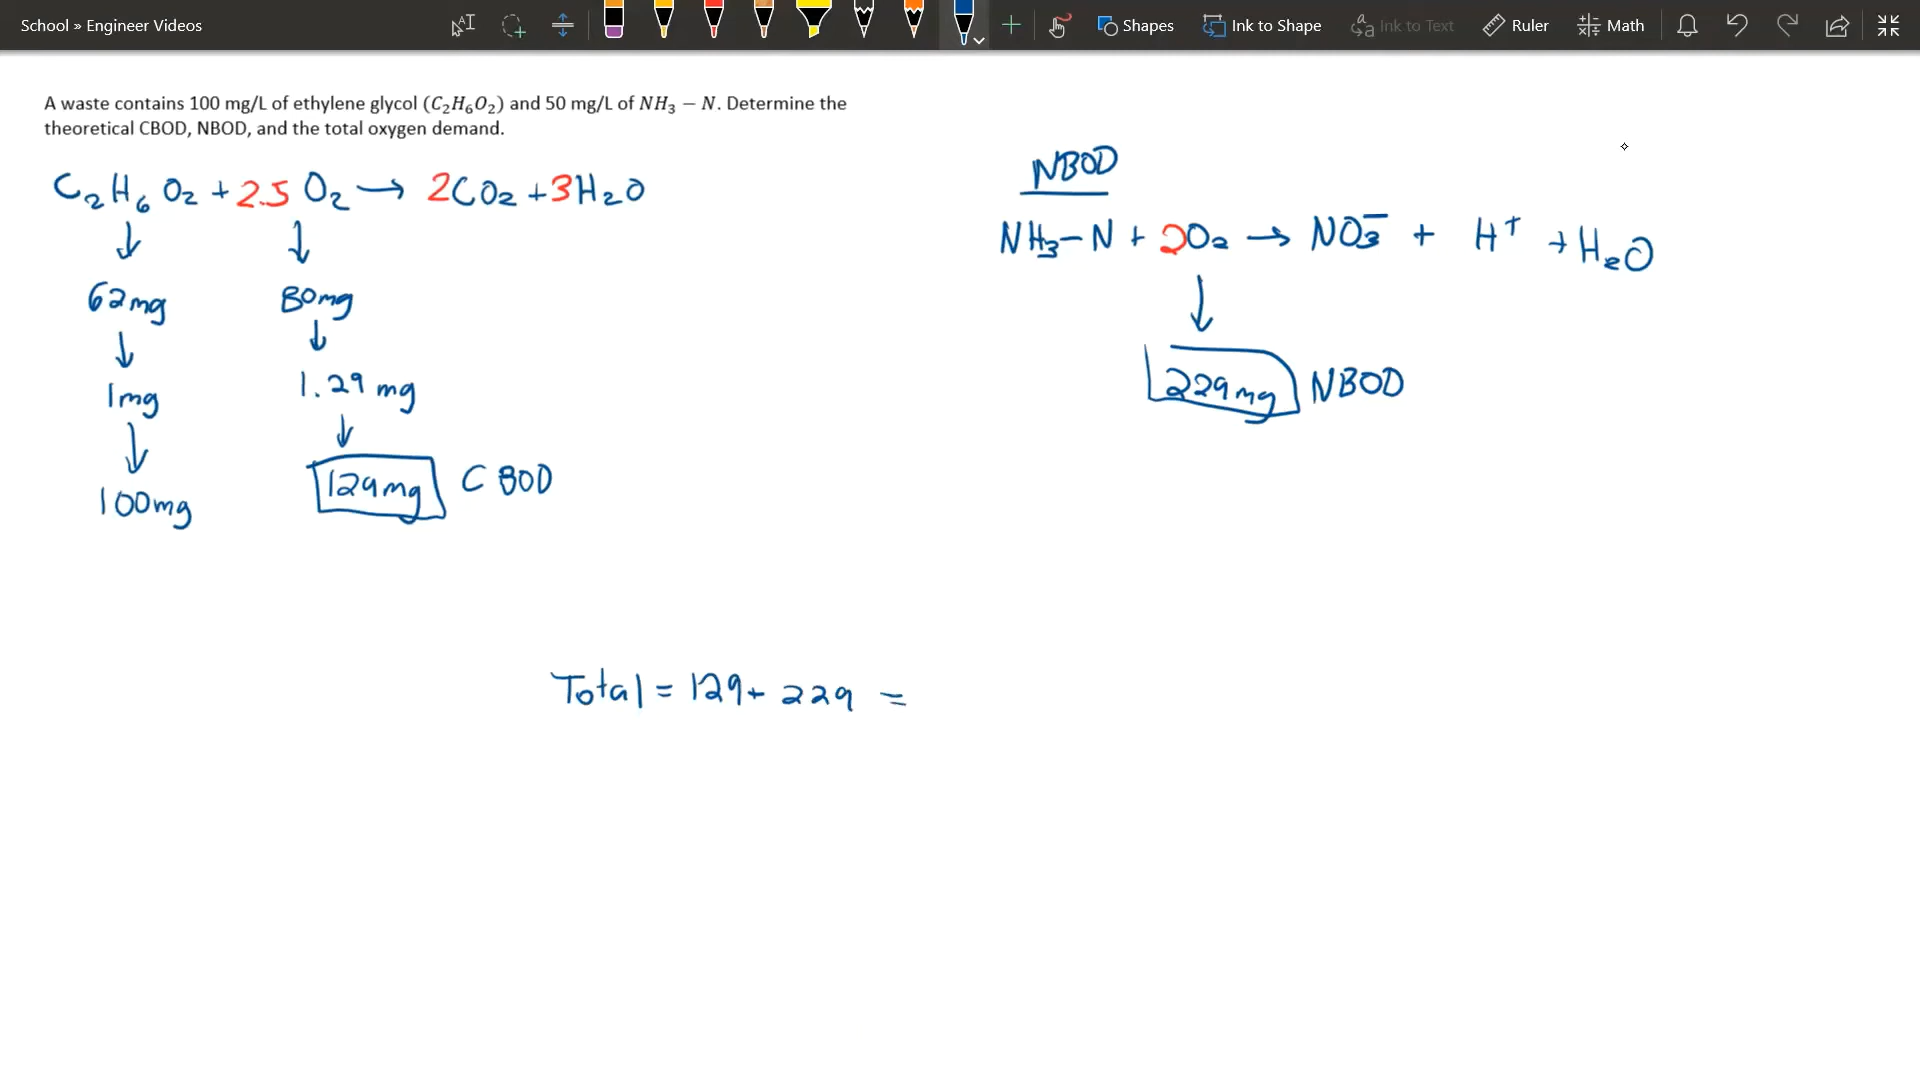 School » Engineer Videos
Shapes
Ink to Shape
Ink to Text
Ruler
Math
A waste contains 100 mg/L of ethylene glycol (C₂H₆O₂) and 50 mg/L of NH₃ − N. Determine the
theoretical CBOD, NBOD, and the total oxygen demand.
C₂H₆O₂ + 2.5 O₂ → 2CO₂ + 3H₂O
↓ ↓
62mg 80mg
↓ ↓
1mg 1.29 mg
↓ ↓
100mg 129mg CBOD
NBOD
NH₃-N + 2O₂ → NO₃⁻ + H⁺ + H₂O
↓
229mg NBOD
Total = 129 + 229 =